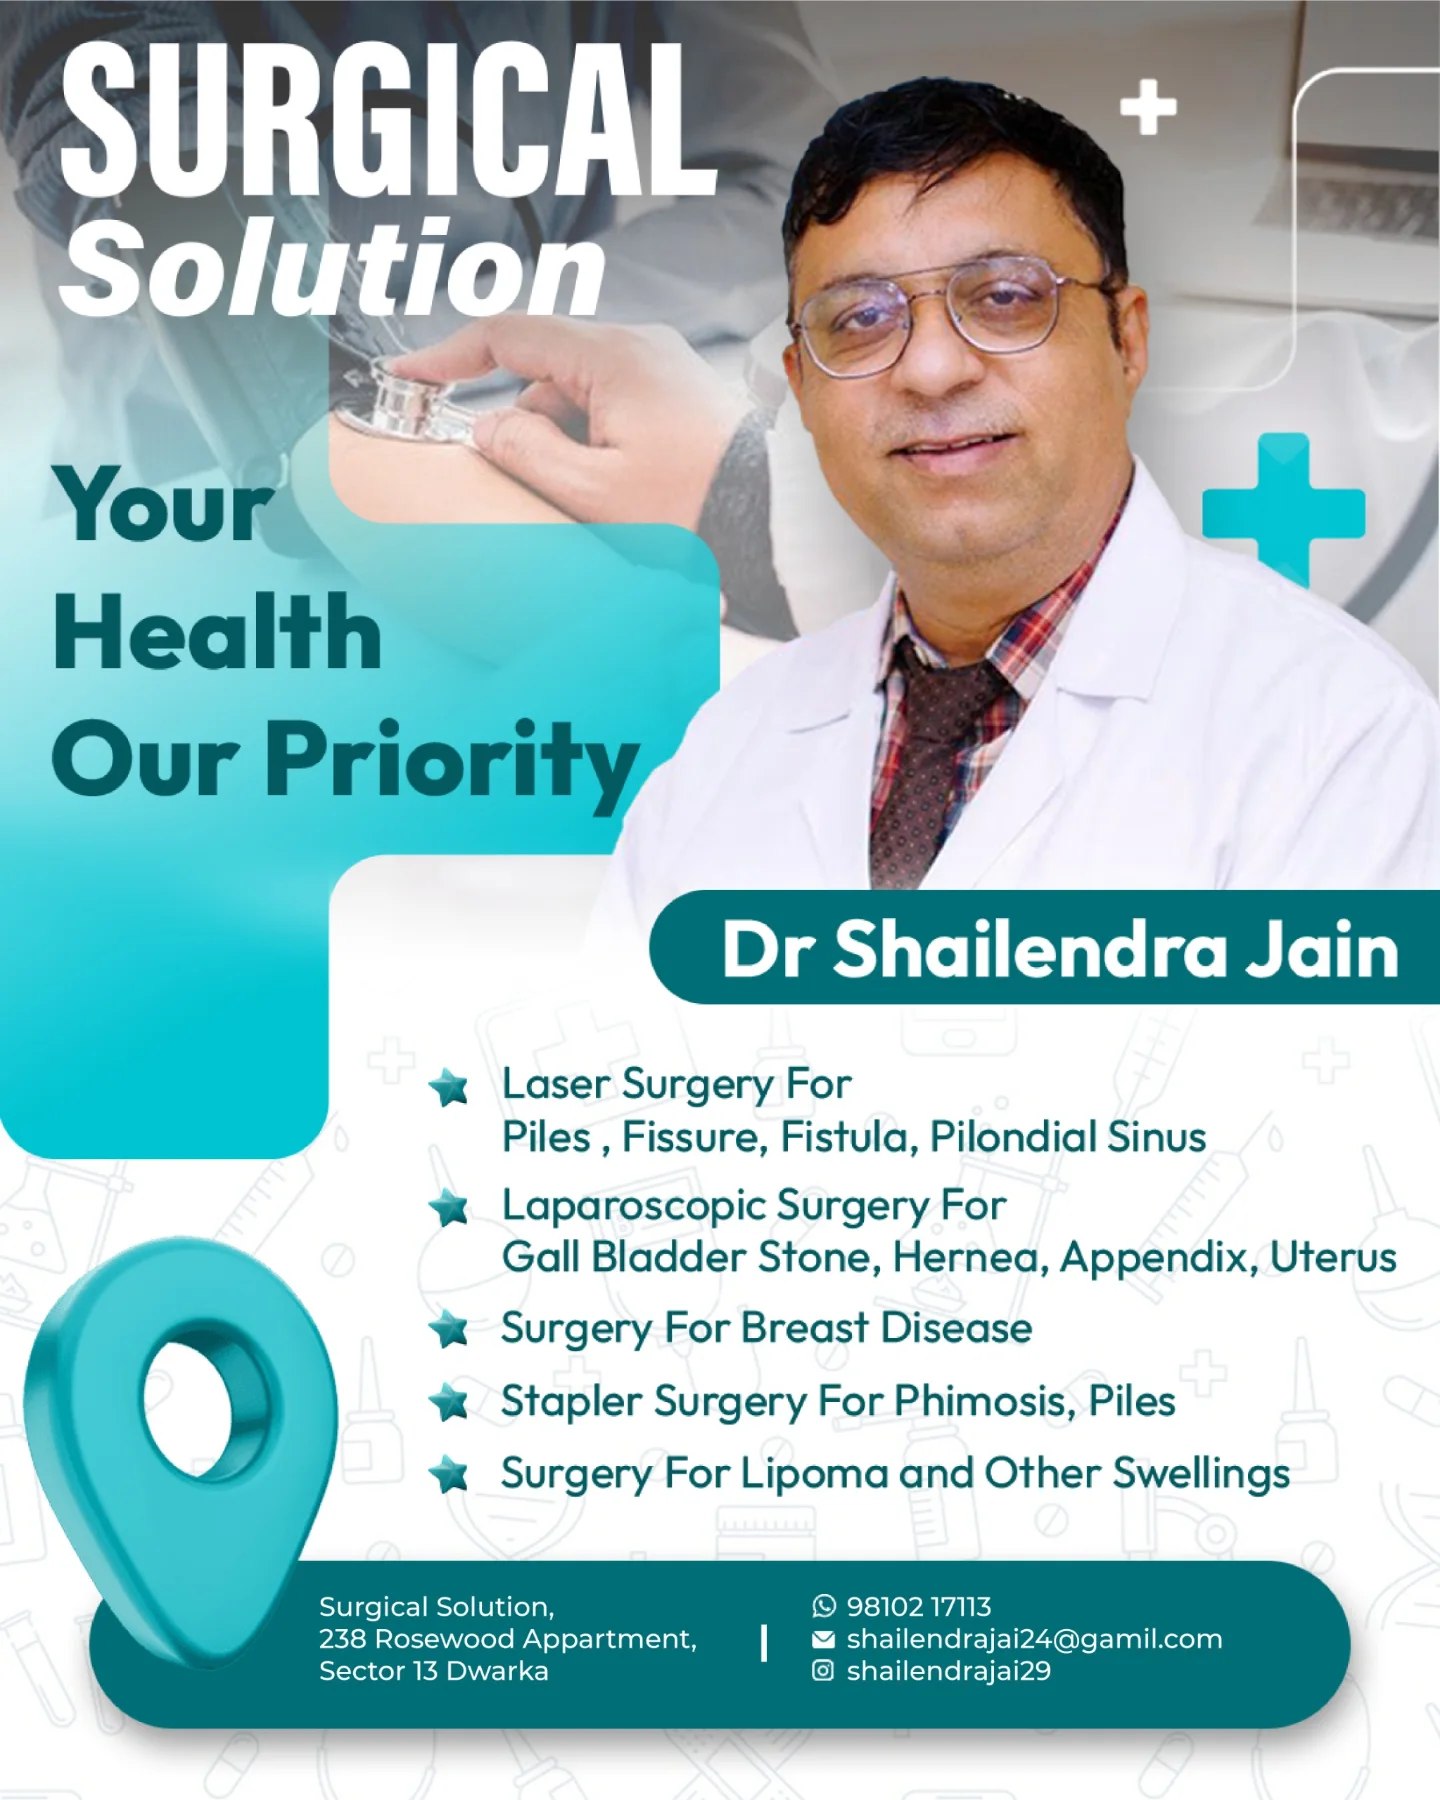 SURGICAL
Solution
Your
Health
Our Priority
Dr Shailendra Jain
Laser Surgery For
Piles , Fissure, Fistula, Pilondial Sinus
Laparoscopic Surgery For
Gall Bladder Stone, Hernea, Appendix, Uterus
Surgery For Breast Disease
Stapler Surgery For Phimosis, Piles
Surgery For Lipoma and Other Swellings
Surgical Solution,
238 Rosewood Appartment,
Sector 13 Dwarka
98102 17113
shailendrajai24@gamil.com
shailendrajai29